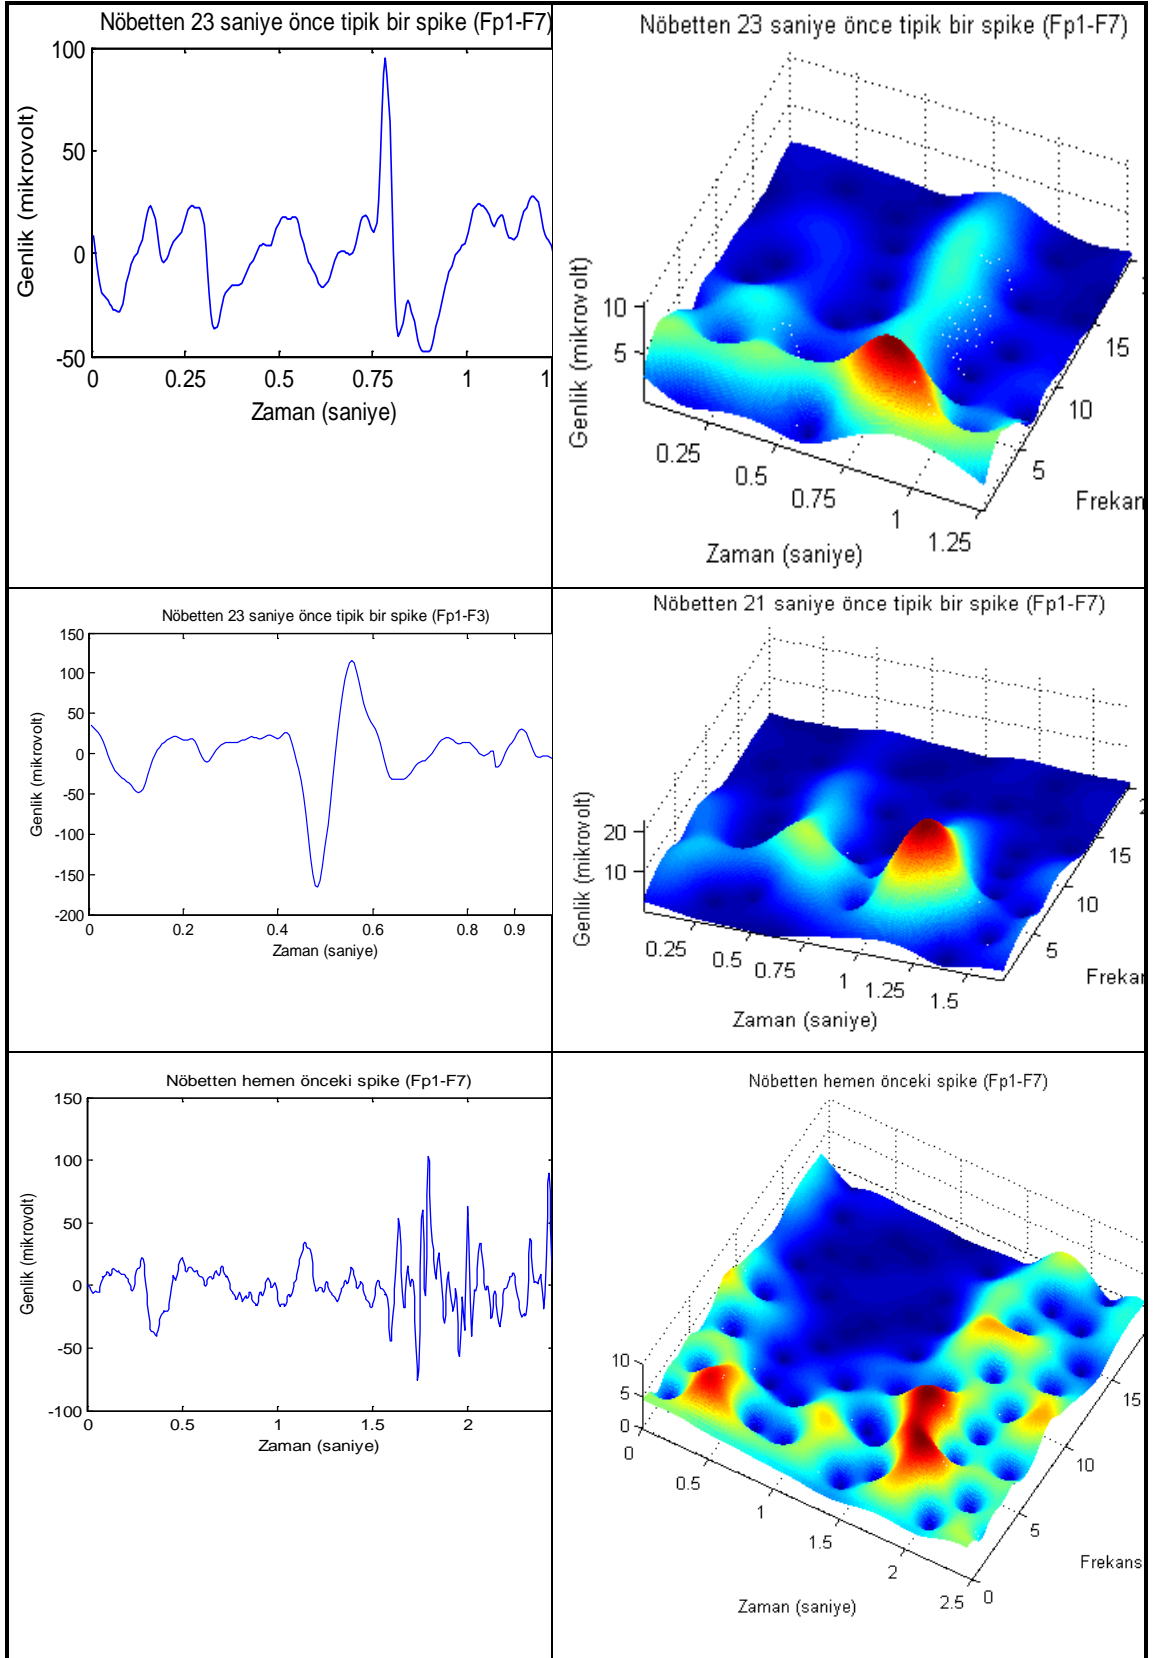 Nöbetten 23 saniye önce tipik bir spike (Fp1-F7)
100
50
0
-50
Genlik (mikrovolt)
0 0.25 0.5 0.75 1 1
Zaman (saniye)
Nöbetten 23 saniye önce tipik bir spike (Fp1-F7)
10
5
Genlik (mikrovolt)
0.25 0.5 0.75 1 1.25
Zaman (saniye)
5 10 15
Frekan
Nöbetten 23 saniye önce tipik bir spike (Fp1-F3)
150
100
50
0
-50
-100
-150
-200
Genlik (mikrovolt)
0 0.2 0.4 0.6 0.8 0.9
Zaman (saniye)
Nöbetten 21 saniye önce tipik bir spike (Fp1-F7)
20
10
Genlik (mikrovolt)
0.25 0.5 0.75 1 1.25 1.5
Zaman (saniye)
5 10 15
Frekan
Nöbetten hemen önceki spike (Fp1-F7)
150
100
50
0
-50
-100
Genlik (mikrovolt)
0 0.5 1 1.5 2
Zaman (saniye)
Nöbetten hemen önceki spike (Fp1-F7)
10
5
0
Genlik (mikrovolt)
0 0.5 1 1.5 2 2.5
Zaman (saniye)
0 5 10 15
Frekans